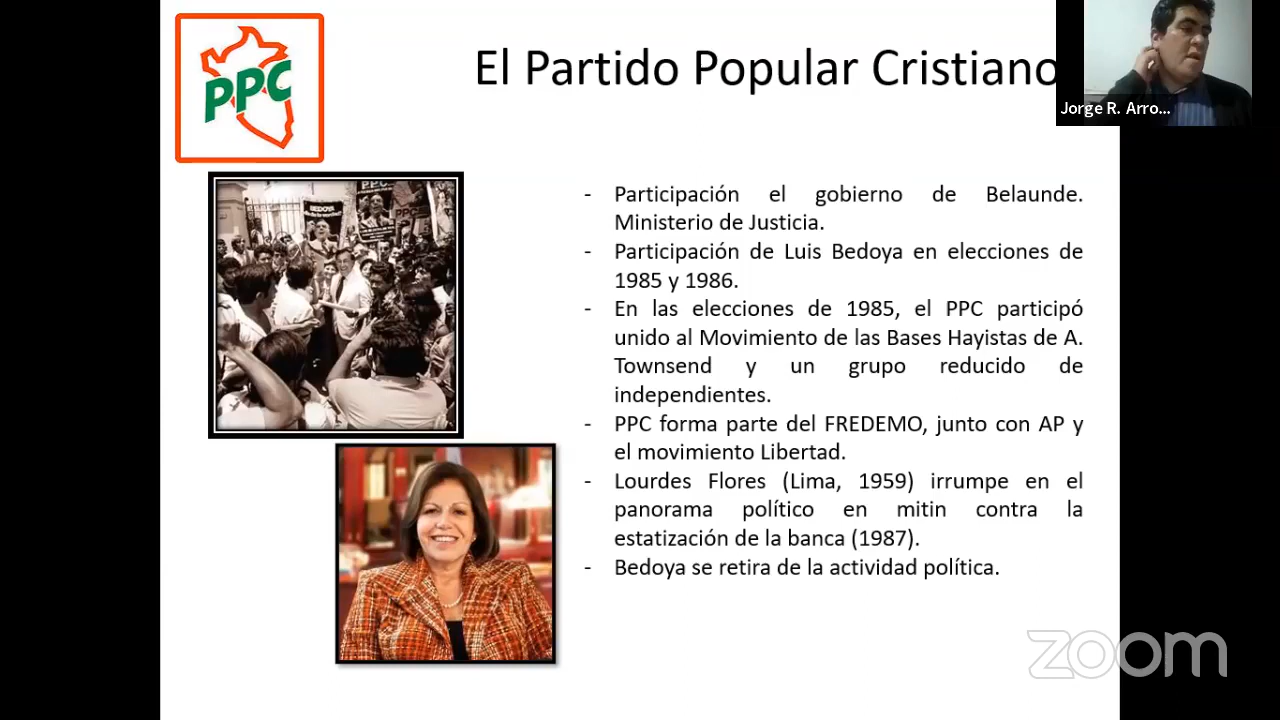 PPC
El Partido Popular Cristiano
Jorge R. Arro...
PPC
BEDOYA
- Participación el gobierno de Belaunde.
Ministerio de Justicia.
- Participación de Luis Bedoya en elecciones de
1985 y 1986.
- En las elecciones de 1985, el PPC participó
unido al Movimiento de las Bases Hayistas de A.
Townsend y un grupo reducido de
independientes.
- PPC forma parte del FREDEMO, junto con AP y
el movimiento Libertad.
- Lourdes Flores (Lima, 1959) irrumpe en el
panorama político en mitin contra la
estatización de la banca (1987).
- Bedoya se retira de la actividad política.
zoom